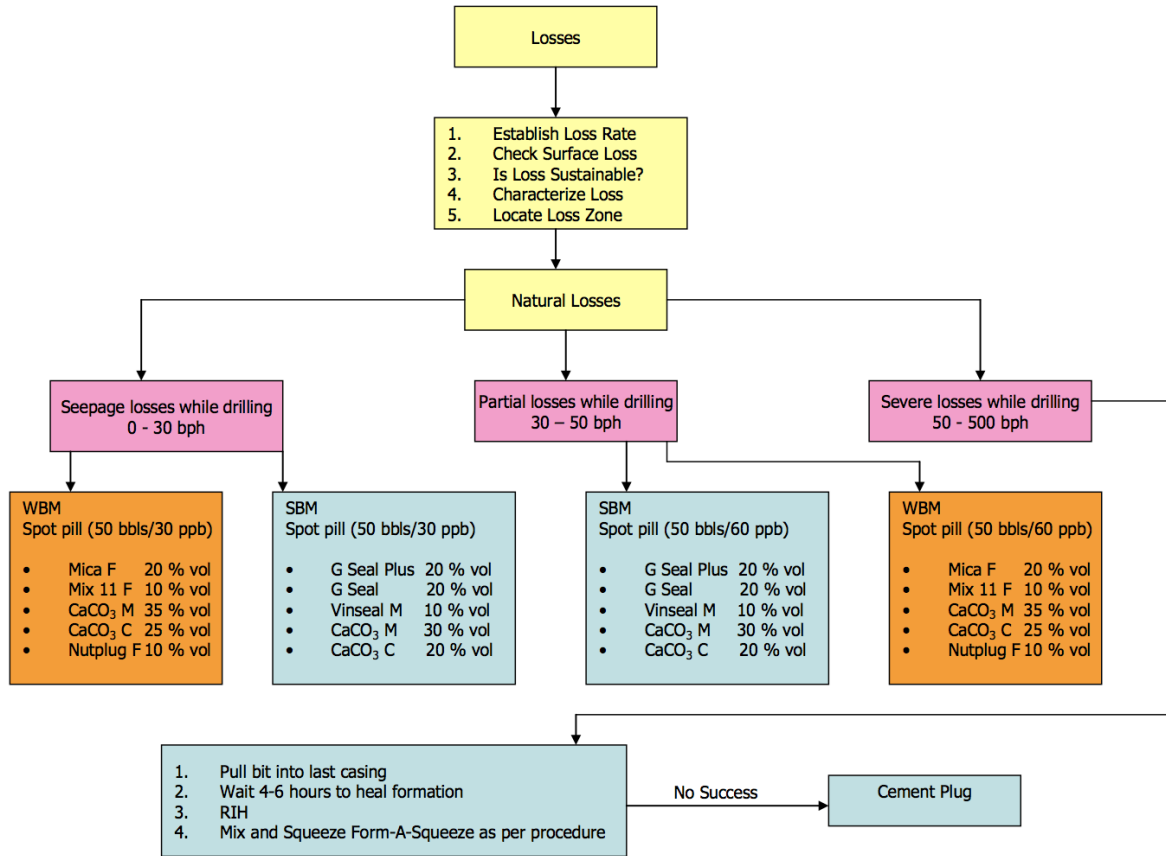 Losses
1. Establish Loss Rate
2. Check Surface Loss
3. Is Loss Sustainable?
4. Characterize Loss
5. Locate Loss Zone
Natural Losses
Seepage losses while drilling
0 - 30 bph
Partial losses while drilling
30 – 50 bph
Severe losses while drilling
50 - 500 bph
WBM
Spot pill (50 bbls/30 ppb)
• Mica F 20 % vol
• Mix 11 F 10 % vol
• CaCO₃ M 35 % vol
• CaCO₃ C 25 % vol
• Nutplug F 10 % vol
SBM
Spot pill (50 bbls/30 ppb)
• G Seal Plus 20 % vol
• G Seal 20 % vol
• Vinseal M 10 % vol
• CaCO₃ M 30 % vol
• CaCO₃ C 20 % vol
SBM
Spot pill (50 bbls/60 ppb)
• G Seal Plus 20 % vol
• G Seal 20 % vol
• Vinseal M 10 % vol
• CaCO₃ M 30 % vol
• CaCO₃ C 20 % vol
WBM
Spot pill (50 bbls/60 ppb)
• Mica F 20 % vol
• Mix 11 F 10 % vol
• CaCO₃ M 35 % vol
• CaCO₃ C 25 % vol
• Nutplug F 10 % vol
1. Pull bit into last casing
2. Wait 4-6 hours to heal formation
3. RIH
4. Mix and Squeeze Form-A-Squeeze as per procedure
No Success
Cement Plug